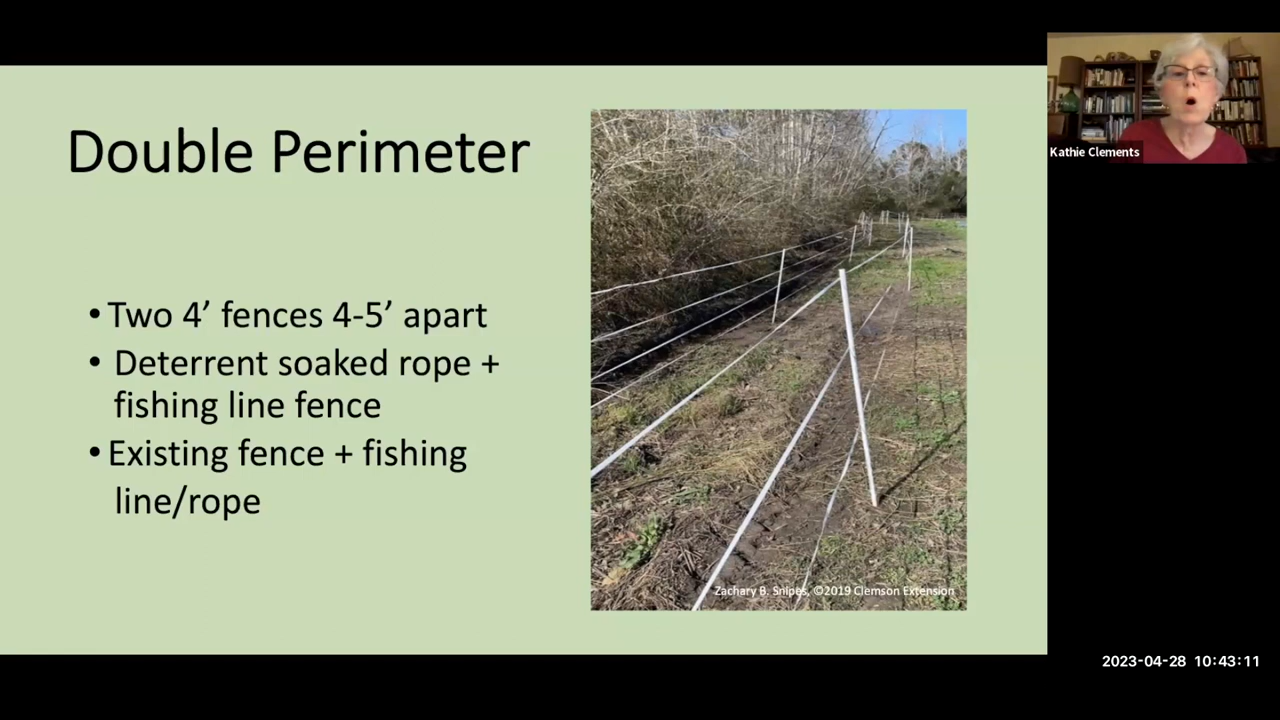 Double Perimeter
• Two 4’ fences 4-5’ apart
• Deterrent soaked rope +
fishing line fence
• Existing fence + fishing
line/rope
Zachary B. Snipes, ©2019 Clemson Extension
Kathie Clements
2023-04-28 10:43:11